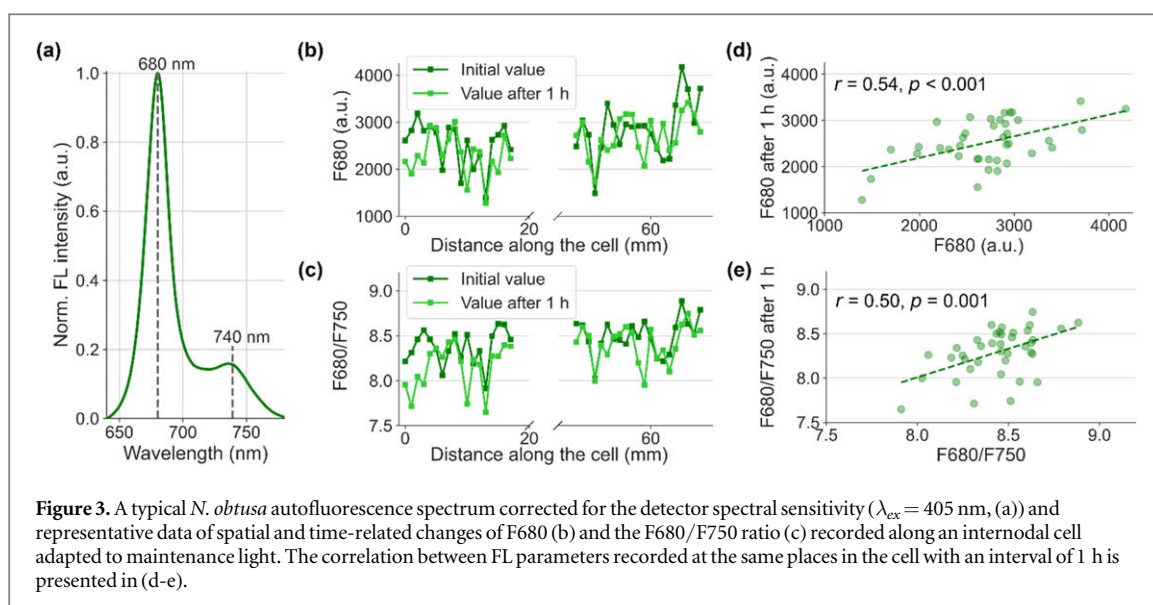 (a)
680 nm
740 nm
1.0
0.8
0.6
0.4
0.2
0.0
650
700
750
Norm. FL intensity (a.u.)
Wavelength (nm)
(b)
Initial value
Value after 1 h
4000
3000
2000
1000
20
60
F680 (a.u.)
Distance along the cell (mm)
(c)
Initial value
Value after 1 h
9.0
8.5
8.0
7.5
0
20
60
F680/F750
Distance along the cell (mm)
(d)
r = 0.54, p < 0.001
4000
3000
2000
1000
1000
2000
3000
4000
F680 after 1 h (a.u.)
F680 (a.u.)
(e)
r = 0.50, p = 0.001
9.0
8.5
8.0
7.5
7.5
8.0
8.5
9.0
F680/F750 after 1 h
F680/F750
Figure 3. A typical N. obtusa autofluorescence spectrum corrected for the detector spectral sensitivity (λex = 405 nm, (a)) and
representative data of spatial and time-related changes of F680 (b) and the F680/F750 ratio (c) recorded along an internodal cell
adapted to maintenance light. The correlation between FL parameters recorded at the same places in the cell with an interval of 1 h is
presented in (d-e).